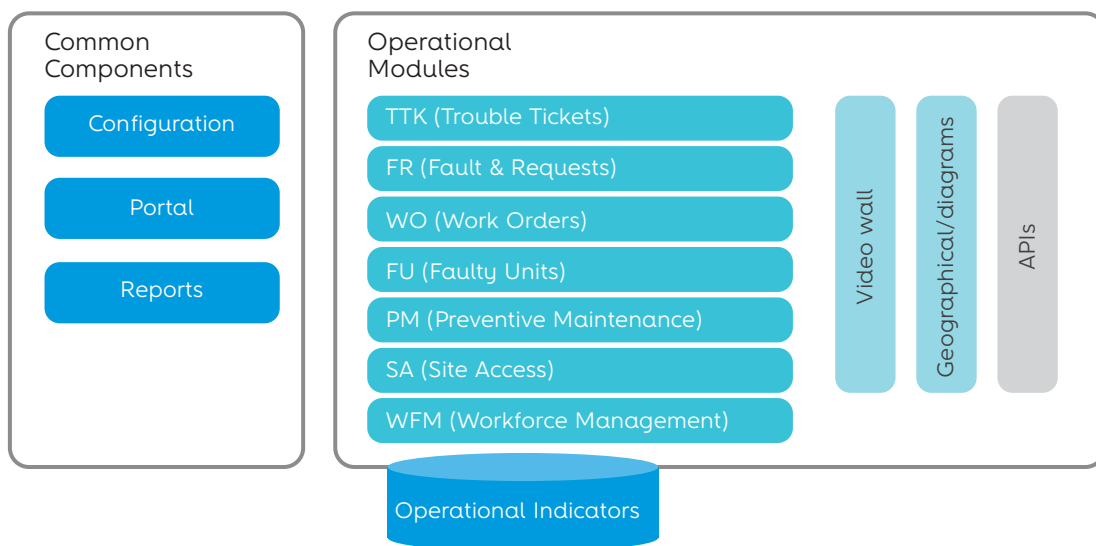 Common
Components
Configuration
Portal
Reports
Operational
Modules
TTK (Trouble Tickets)
FR (Fault & Requests)
WO (Work Orders)
FU (Faulty Units)
PM (Preventive Maintenance)
SA (Site Access)
WFM (Workforce Management)
Video wall
Geographical/diagrams
APIs
Operational Indicators